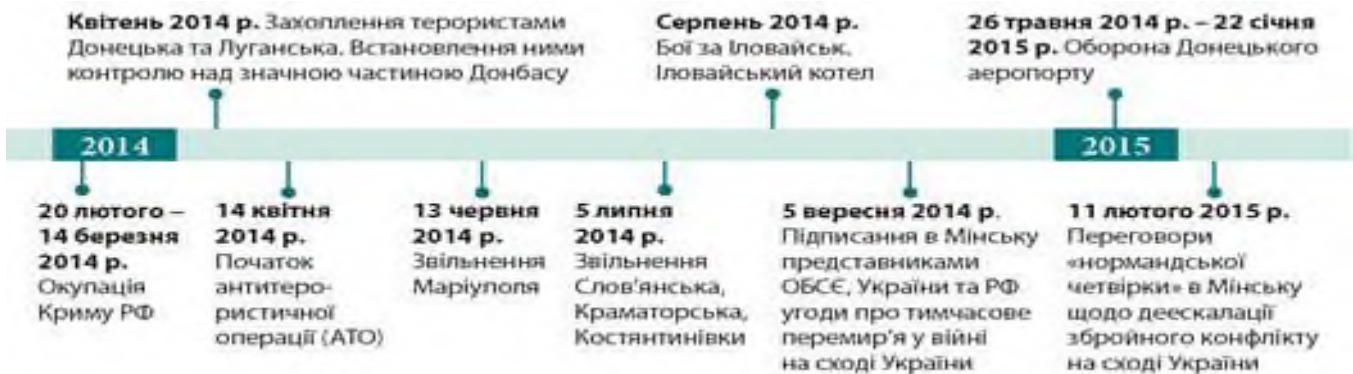 Квітень 2014 р. Захоплення терористами
Донецька та Луганська. Встановлення ними
контролю над значною частиною Донбасу
Серпень 2014 р.
Бої за Іловайськ.
Іловайський котел
26 травня 2014 р. – 22 січня
2015 р. Оборона Донецького
аеропорту
2014
2015
20 лютого –
14 березня
2014 р.
Окупація
Криму РФ
14 квітня
2014 р.
Початок
антитеро-
ристичної
операції (АТО)
13 червня
2014 р.
Звільнення
Маріуполя
5 липня
2014 р.
Звільнення
Слов'янська,
Краматорська,
Костянтинівки
5 вересня 2014 р.
Підписання в Мінську
представниками
ОБСЄ, України та РФ
угоди про тимчасове
перемир'я у війні
на сході України
11 лютого 2015 р.
Переговори
«нормандської
четвірки» в Мінську
щодо деескалації
збройного конфлікту
на сході України